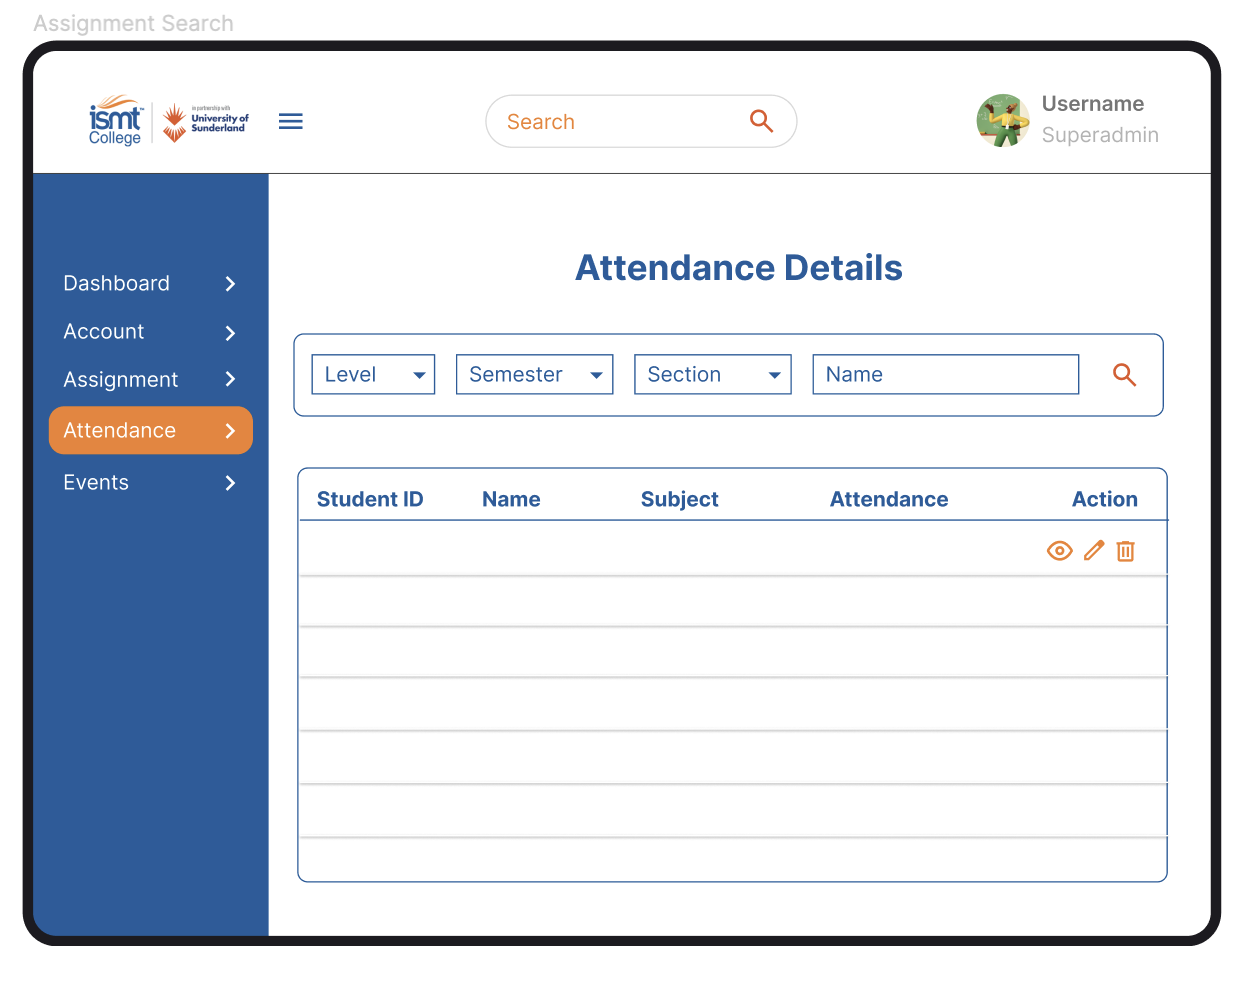 Assignment Search
ismt
College
in partnership with
University of
Sunderland
Search
Username
Superadmin
Dashboard
Account
Assignment
Attendance
Events
Attendance Details
Level
Semester
Section
Name
Student ID Name Subject Attendance Action